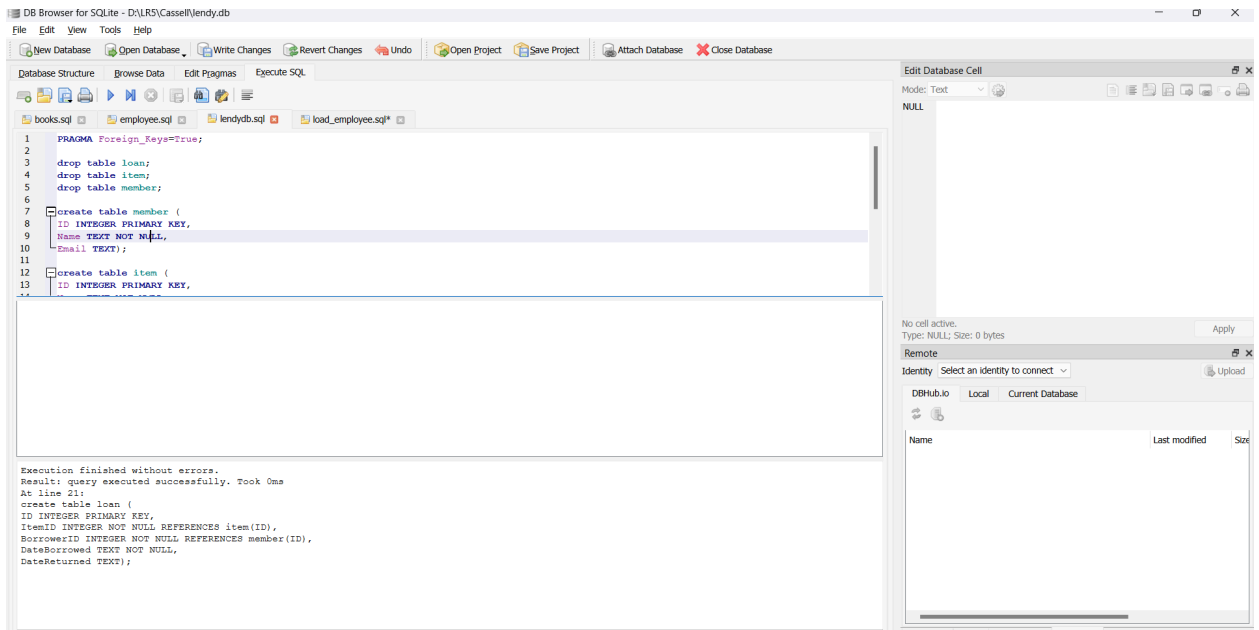 DB Browser for SQLite - D:\LR5\Cassell\lendy.db
File Edit View Tools Help
New Database Open Database Write Changes Revert Changes Undo Open Project Save Project Attach Database Close Database
Database Structure Browse Data Edit Pragmas Execute SQL
books.sql employee.sql lendydb.sql load_employee.sql*
1 PRAGMA Foreign_Keys=True;
2
3 drop table loan;
4 drop table item;
5 drop table member;
6
7 create table member (
8 ID INTEGER PRIMARY KEY,
9 Name TEXT NOT NULL,
10 Email TEXT);
11
12 create table item (
13 ID INTEGER PRIMARY KEY,
Execution finished without errors.
Result: query executed successfully. Took 0ms
At line 21:
create table loan (
ID INTEGER PRIMARY KEY,
ItemID INTEGER NOT NULL REFERENCES item(ID),
BorrowerID INTEGER NOT NULL REFERENCES member(ID),
DateBorrowed TEXT NOT NULL,
DateReturned TEXT);
Edit Database Cell
Mode: Text
NULL
No cell active.
Type: NULL; Size: 0 bytes
Apply
Remote
Identity Select an identity to connect Upload
DBHub.io Local Current Database
Name Last modified Size